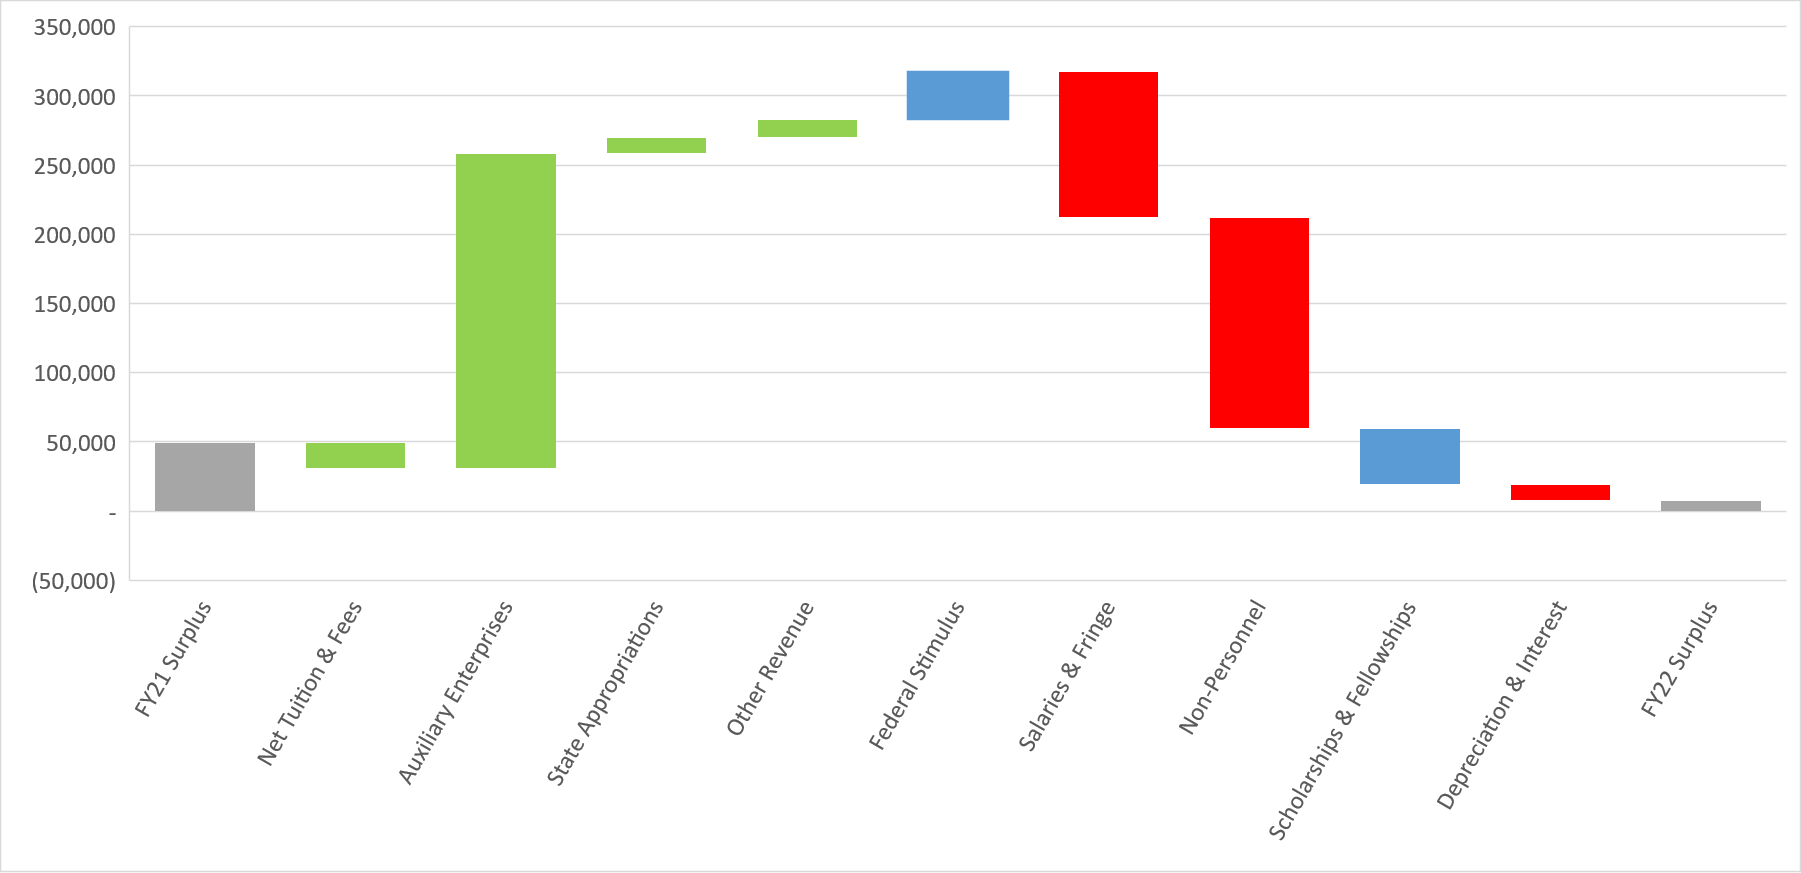 350,000
300,000
250,000
200,000
150,000
100,000
50,000
-
(50,000)
FY21 Surplus
Net Tuition & Fees
Auxiliary Enterprises
State Appropriations
Other Revenue
Federal Stimulus
Salaries & Fringe
Non-Personnel
Scholarships & Fellowships
Depreciation & Interest
FY22 Surplus